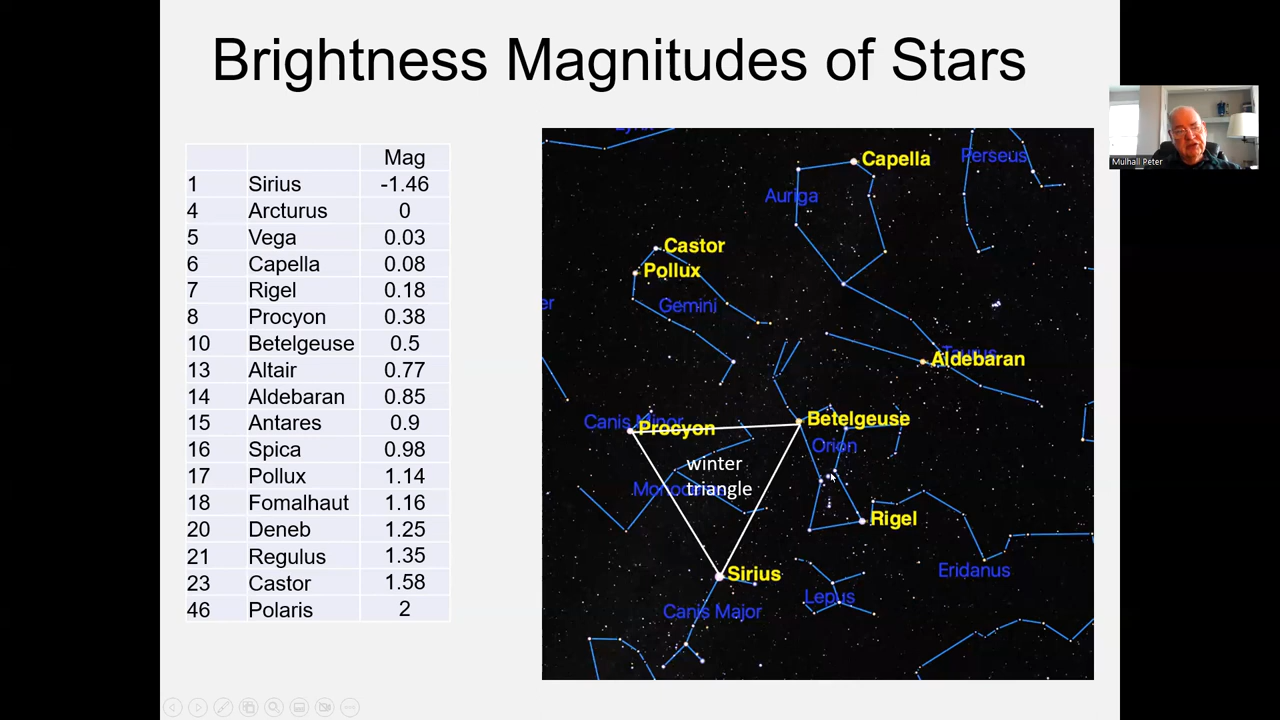 Brightness Magnitudes of Stars
Mag
1 Sirius -1.46
4 Arcturus 0
5 Vega 0.03
6 Capella 0.08
7 Rigel 0.18
8 Procyon 0.38
10 Betelgeuse 0.5
13 Altair 0.77
14 Aldebaran 0.85
15 Antares 0.9
16 Spica 0.98
17 Pollux 1.14
18 Fomalhaut 1.16
20 Deneb 1.25
21 Regulus 1.35
23 Castor 1.58
46 Polaris 2
Capella
Perseus
Auriga
Castor
Pollux
Gemini
er
Taurus
Aldebaran
Canis Minor
Procyon
Betelgeuse
Orion
winter
triangle
Rigel
Sirius
Eridanus
Lepus
Canis Major
Mulhall Peter